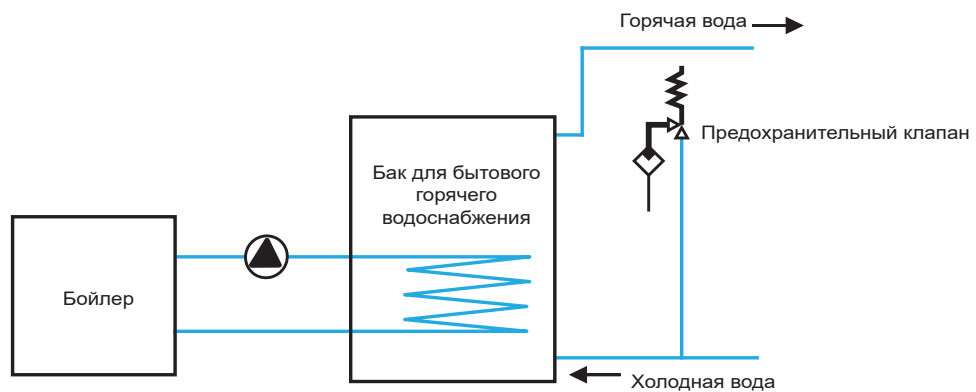 Горячая вода
Предохранительный клапан
Бак для бытового
горячего
водоснабжения
Бойлер
Холодная вода